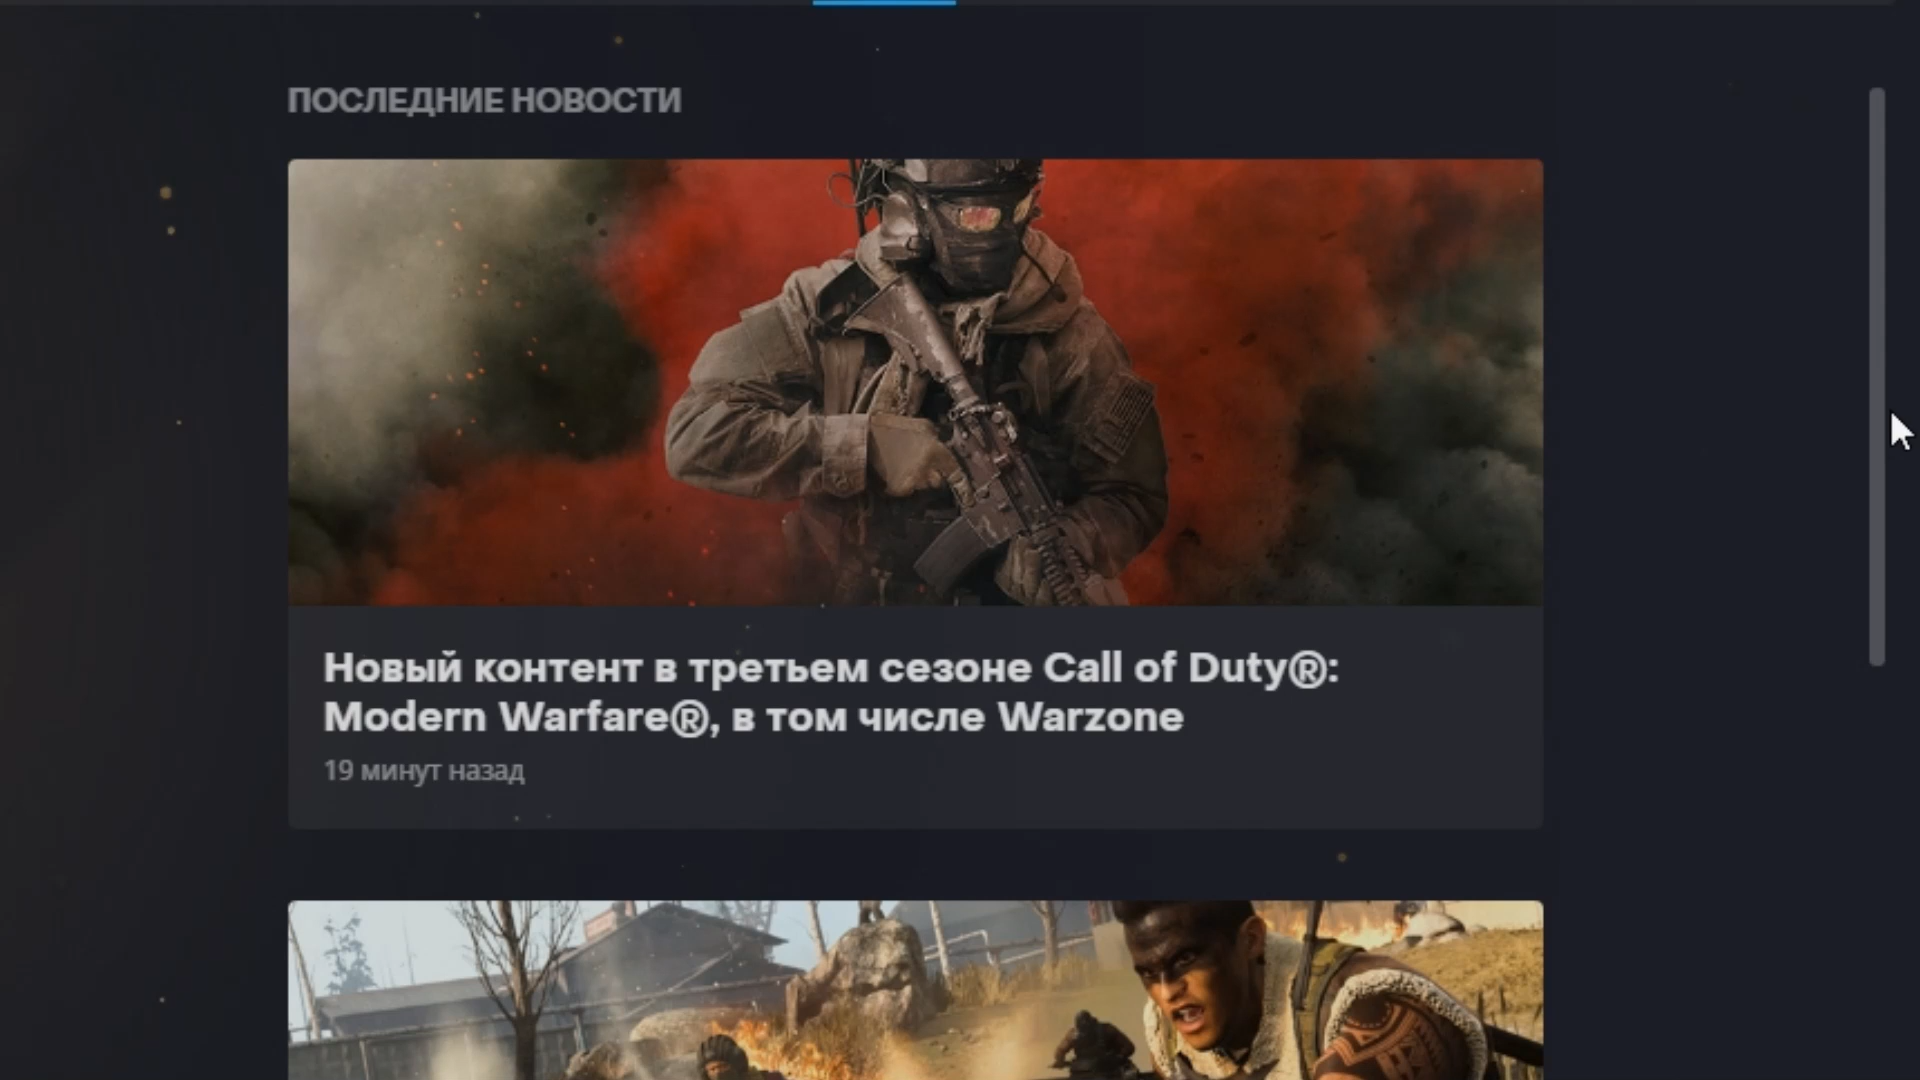 ПОСЛЕДНИЕ НОВОСТИ
Новый контент в третьем сезоне Call of Duty®:
Modern Warfare®, в том числе Warzone
19 минут назад